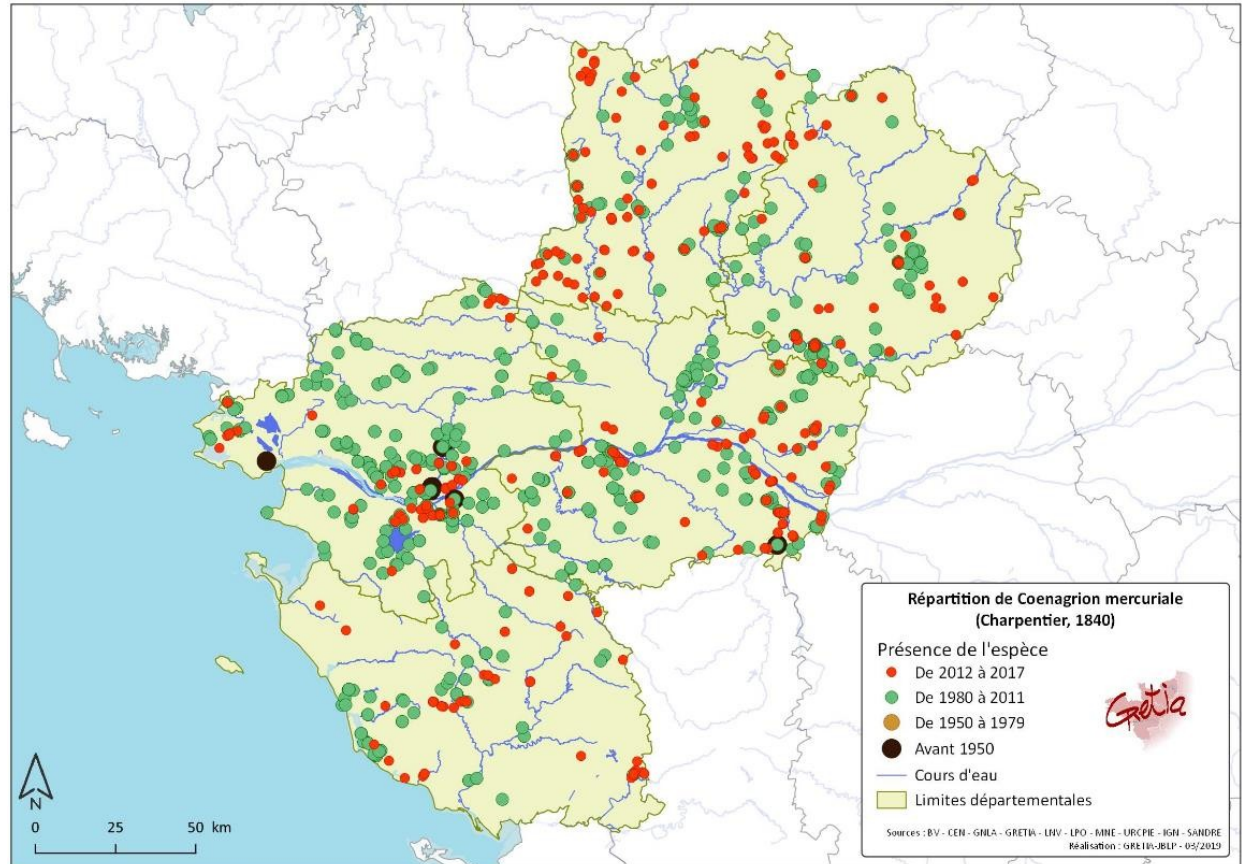 Répartition de Coenagrion mercuriale
(Charpentier, 1840)
Présence de l'espèce
De 2012 à 2017
De 1980 à 2011
De 1950 à 1979
Avant 1950
Cours d'eau
Limites départementales
Gretia
Sources : BV - CEN - GNLA - GRETIA - LNV - LPO - MNE - URCPIE - IGN - SANDRE
Réalisation : GRETIA-JBLP - 03/2019
N
0 25 50 km